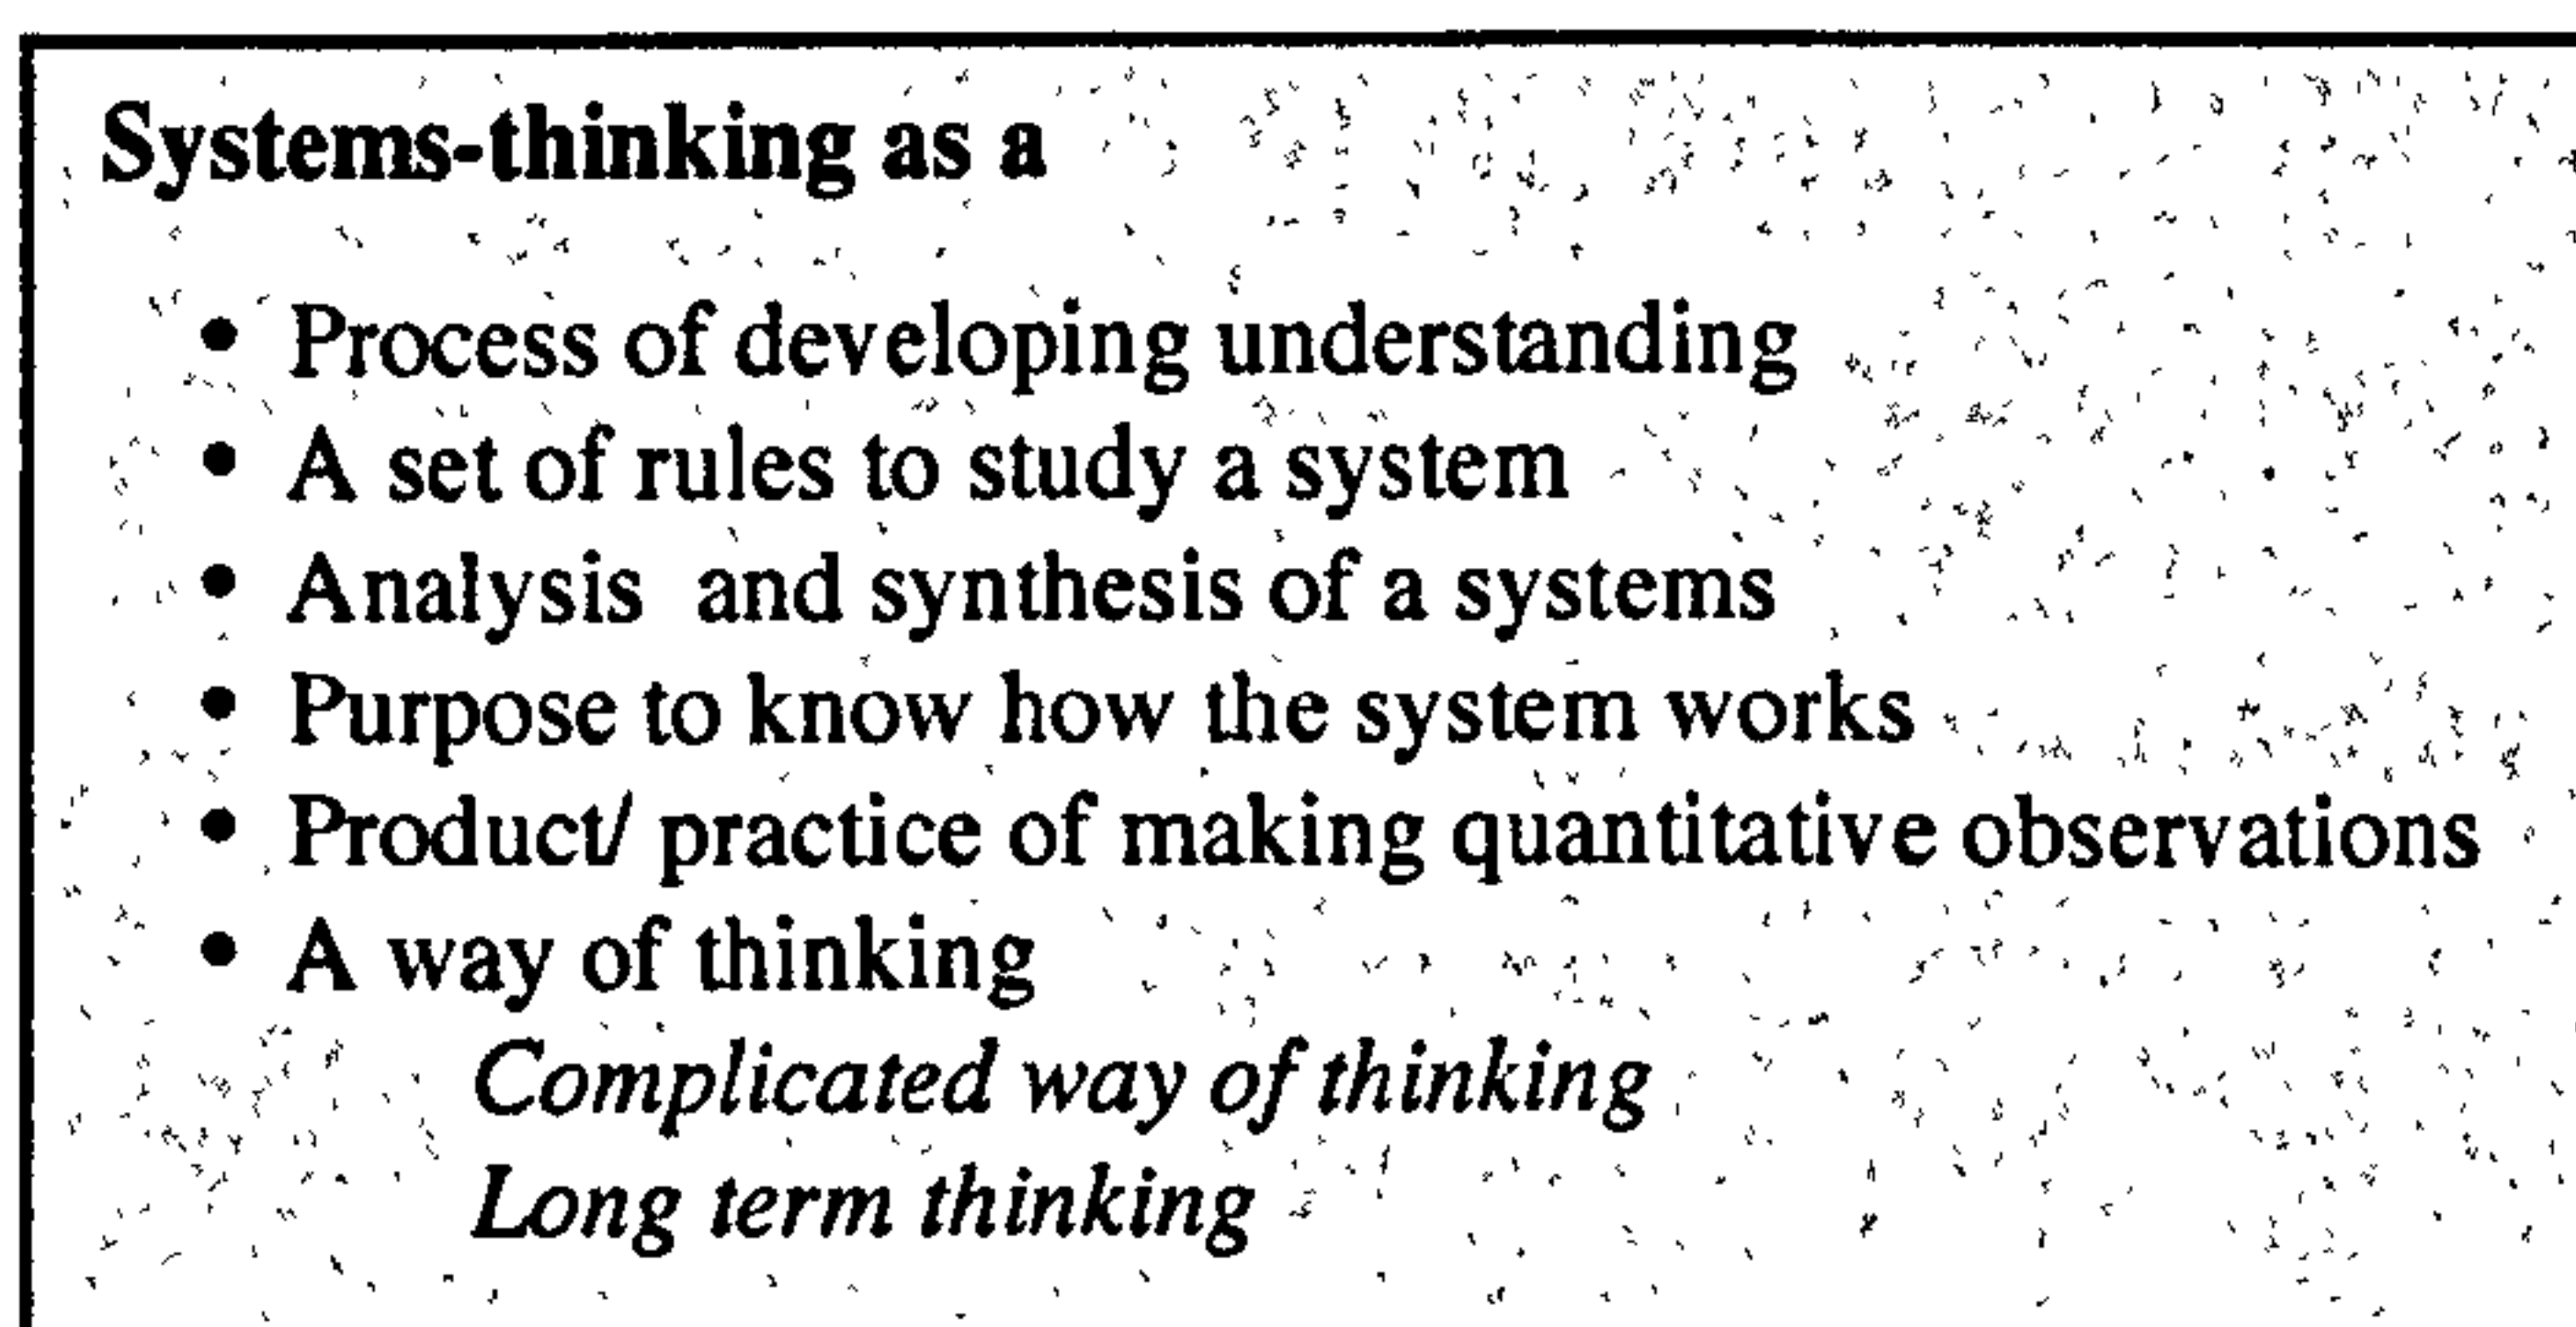 Systems-thinking as a
• Process of developing understanding
• A set of rules to study a system
• Analysis and synthesis of a systems
• Purpose to know how the system works
• Product/ practice of making quantitative observations
• A way of thinking
Complicated way of thinking
Long term thinking